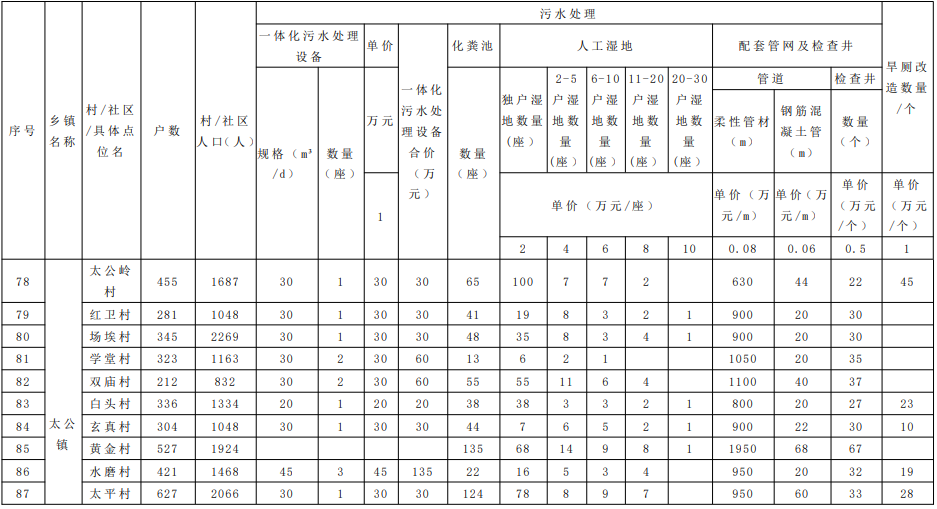 序号 乡镇名称 村/社区/具体点位名 户数 村/社区人口(人) 污水处理 旱厕改造数量/个
一体化污水处理设备 单价 一体化污水处理设备合价(万元) 化粪池 人工湿地 配套管网及检查井
规格(m³/d) 数量(座) 万元 数量(座) 独户湿地数量(座) 2-5户湿地数量(座) 6-10户湿地数量(座) 11-20户湿地数量(座) 20-30户湿地数量(座) 管道 检查井
柔性管材(m) 钢筋混凝土管(m) 数量(个)
1 单价(万元/座) 单价(万元/m) 单价(万元/m) 单价(万元/个) 单价(万元/个)
2 4 6 8 10 0.08 0.06 0.5 1
太公镇
78 太公岭村 455 1687 30 1 30 30 65 100 7 7 2 630 44 22 45
79 红卫村 281 1048 30 1 30 30 41 19 8 3 2 1 900 20 30
80 场埃村 345 2269 30 1 30 30 48 35 8 3 4 1 900 20 30
81 学堂村 323 1163 30 2 30 60 13 6 2 1 1050 20 35
82 双庙村 212 832 30 2 30 60 55 55 11 6 4 1100 40 37
83 白头村 336 1334 20 1 20 20 38 38 3 3 2 1 800 20 27 23
84 玄真村 304 1048 30 1 30 30 44 7 6 5 2 1 900 22 30 10
85 黄金村 527 1924 135 68 14 9 8 1 1950 68 67
86 水磨村 421 1468 45 3 45 135 22 16 5 3 4 950 20 32 19
87 太平村 627 2066 30 1 30 30 124 78 8 9 7 950 60 33 28